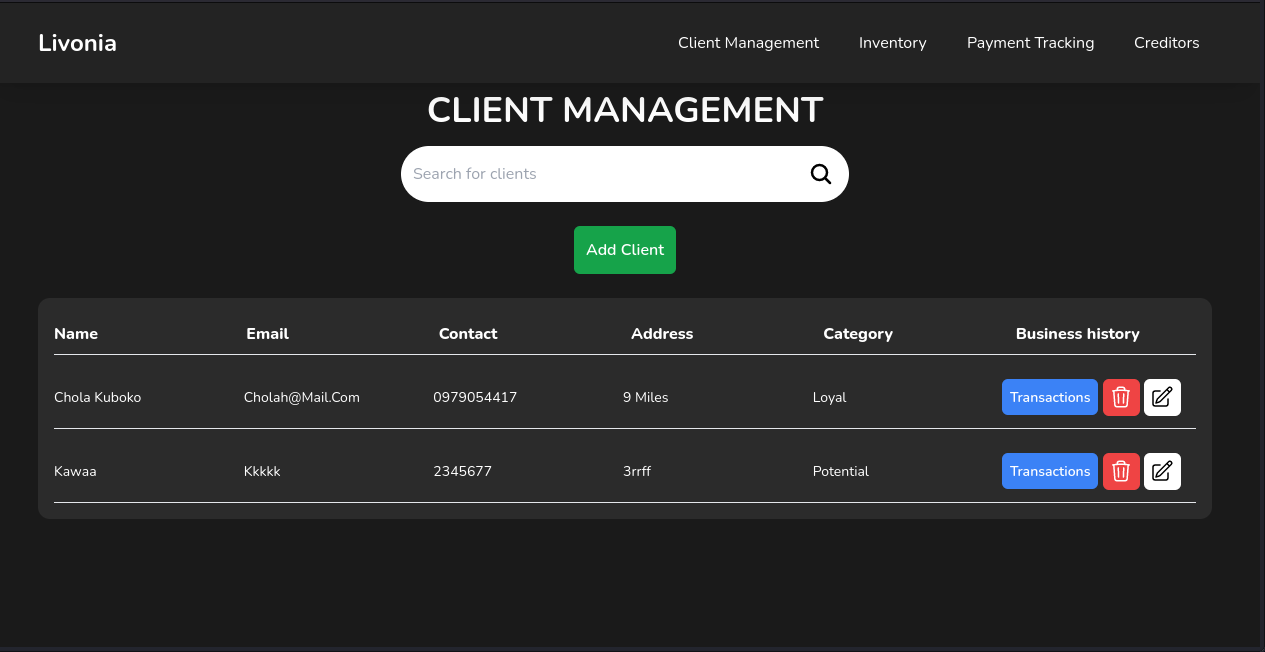 Livonia Client Management Inventory Payment Tracking Creditors
CLIENT MANAGEMENT
Search for clients
Add Client
Name Email Contact Address Category Business history
Chola Kuboko Cholah@Mail.Com 0979054417 9 Miles Loyal Transactions
Kawaa Kkkkk 2345677 3rrff Potential Transactions